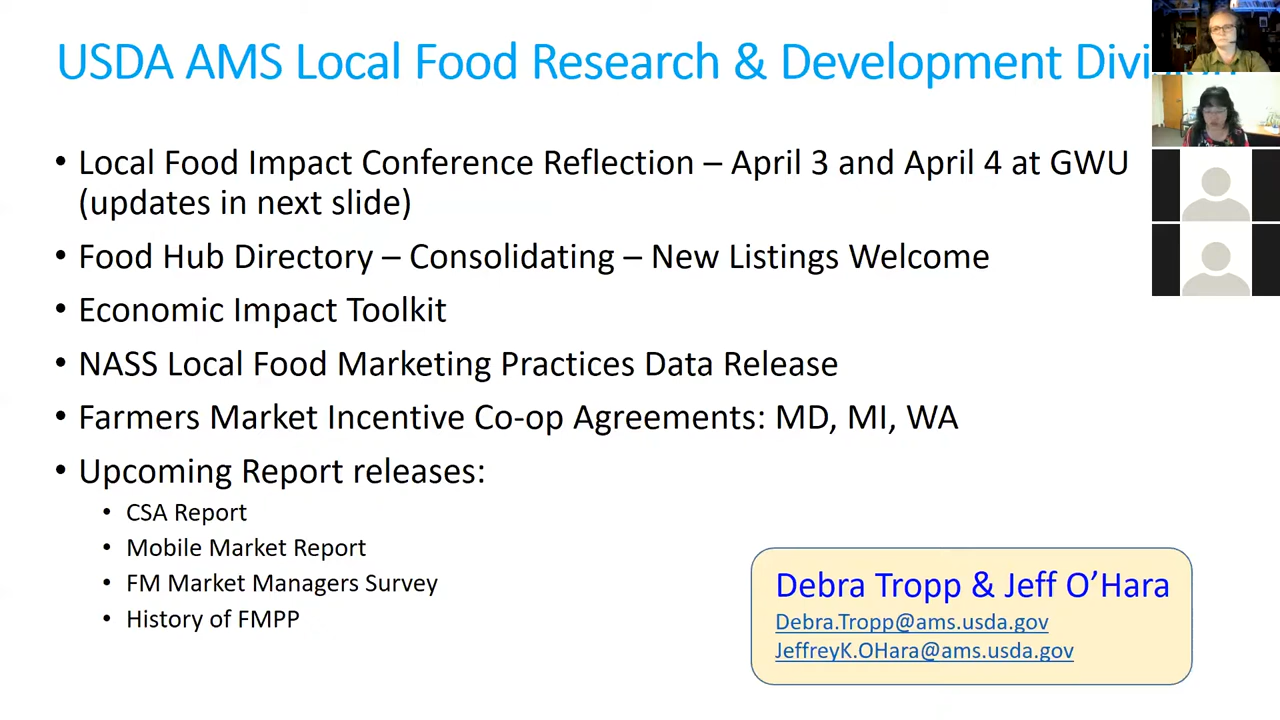 USDA AMS Local Food Research & Development Division
• Local Food Impact Conference Reflection – April 3 and April 4 at GWU
(updates in next slide)
• Food Hub Directory – Consolidating – New Listings Welcome
• Economic Impact Toolkit
• NASS Local Food Marketing Practices Data Release
• Farmers Market Incentive Co-op Agreements: MD, MI, WA
• Upcoming Report releases:
• CSA Report
• Mobile Market Report
• FM Market Managers Survey
• History of FMPP
Debra Tropp & Jeff O’Hara
Debra.Tropp@ams.usda.gov
JeffreyK.OHara@ams.usda.gov